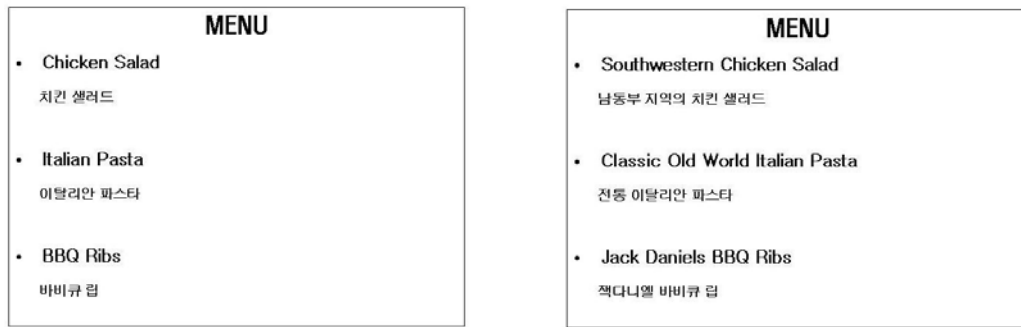 MENU
• Chicken Salad
치킨 샐러드
• Italian Pasta
이탈리안 파스타
• BBQ Ribs
바비큐 립
MENU
• Southwestern Chicken Salad
남동부 지역의 치킨 샐러드
• Classic Old World Italian Pasta
전통 이탈리안 파스타
• Jack Daniels BBQ Ribs
잭다니엘 바비큐 립